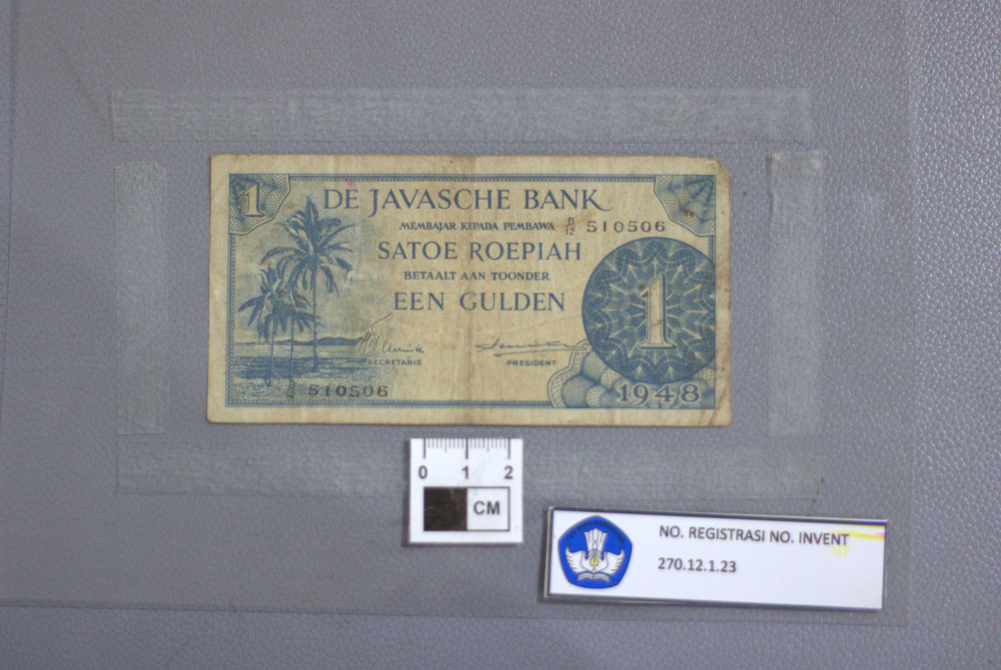 1
DE JAVASCHE BANK
MEMBAJAR KEPADA PEMBAWA
B/12 510506
SATOE ROEPIAH
BETAALT AAN TOONDER
EEN GULDEN
1
SECRETARIS
PRESIDENT
510506
1948
0 1 2
CM
NO. REGISTRASI NO. INVENT
270.12.1.23